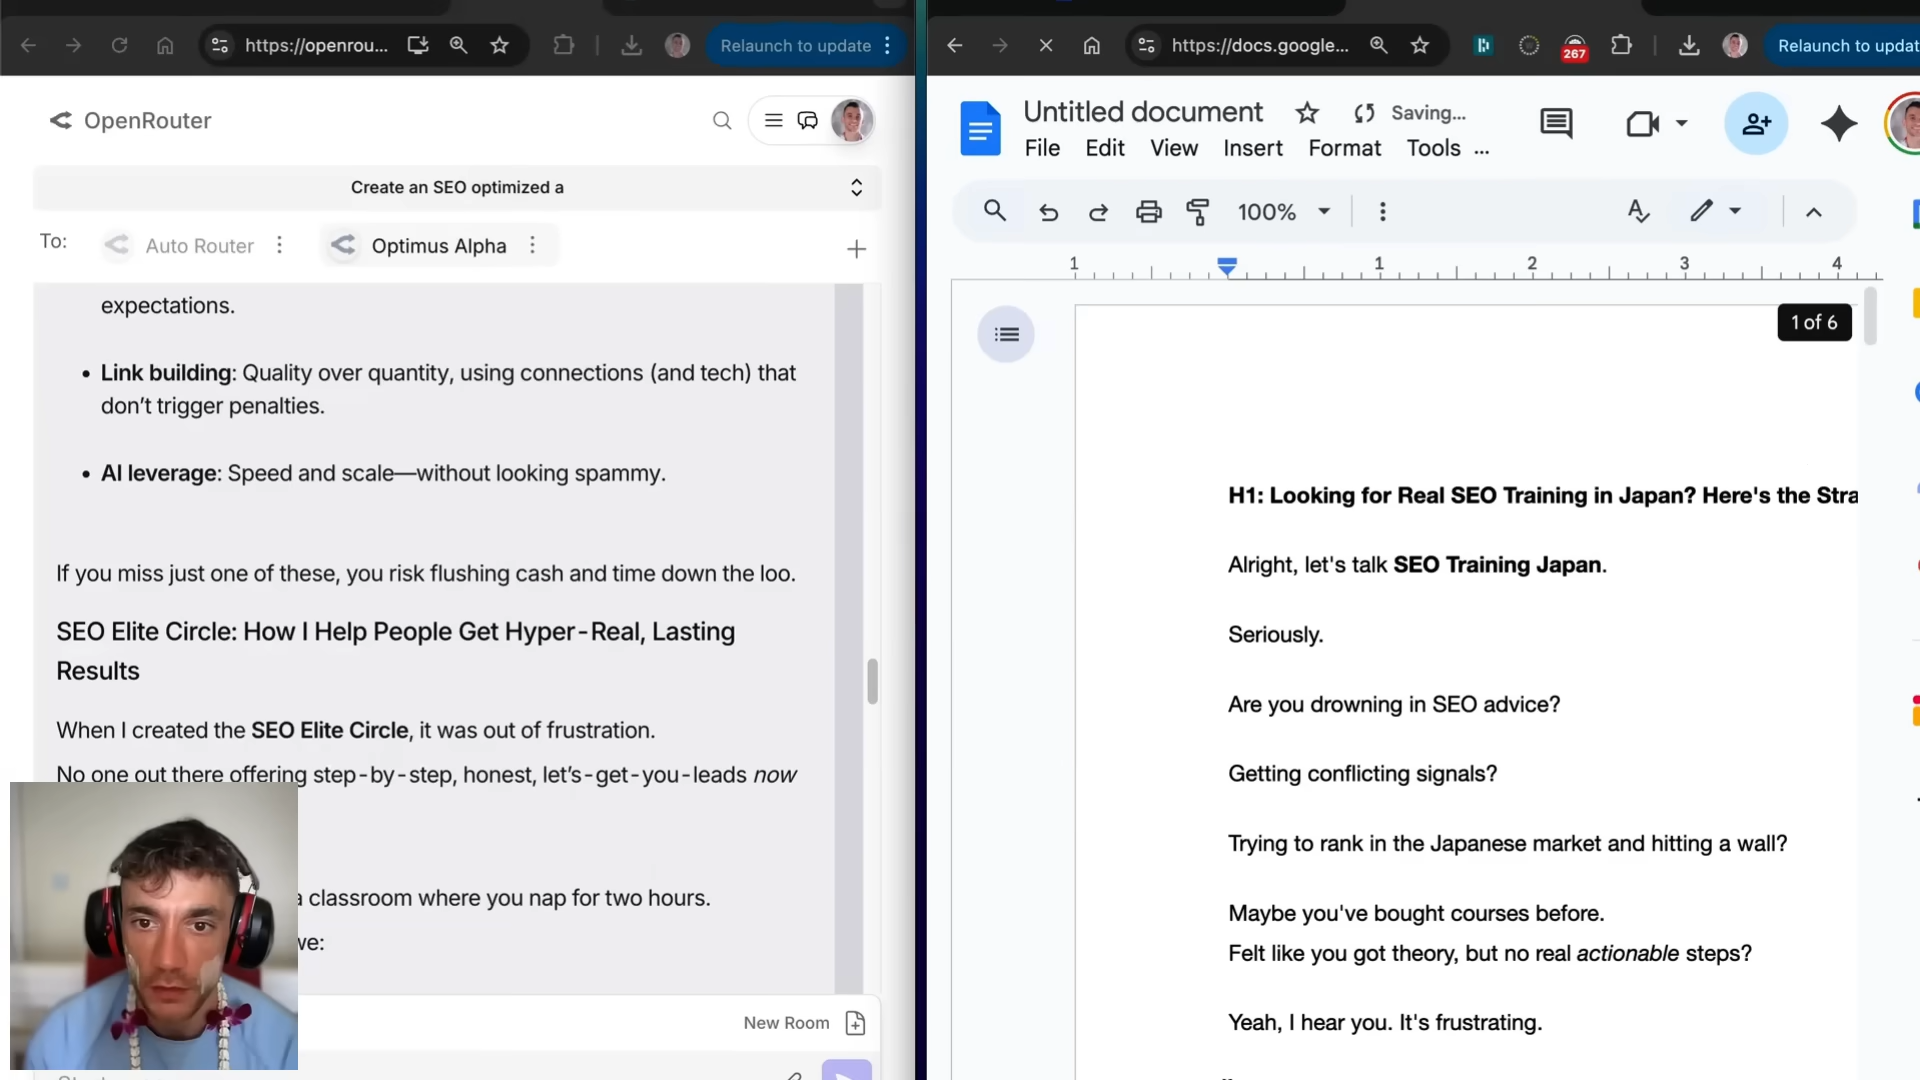 https://openrou...
Relaunch to update
OpenRouter
Create an SEO optimized a
To:
Auto Router
Optimus Alpha
expectations.
• Link building: Quality over quantity, using connections (and tech) that
don’t trigger penalties.
• AI leverage: Speed and scale—without looking spammy.
If you miss just one of these, you risk flushing cash and time down the loo.
SEO Elite Circle: How I Help People Get Hyper-Real, Lasting
Results
When I created the SEO Elite Circle, it was out of frustration.
No one out there offering step-by-step, honest, let’s-get-you-leads now
a classroom where you nap for two hours.
we:
New Room
https://docs.google...
267
Relaunch to updat
Untitled document
Saving...
File Edit View Insert Format Tools ...
100%
1 1 2 3 4
1 of 6
H1: Looking for Real SEO Training in Japan? Here's the Stra
Alright, let's talk SEO Training Japan.
Seriously.
Are you drowning in SEO advice?
Getting conflicting signals?
Trying to rank in the Japanese market and hitting a wall?
Maybe you've bought courses before.
Felt like you got theory, but no real actionable steps?
Yeah, I hear you. It's frustrating.